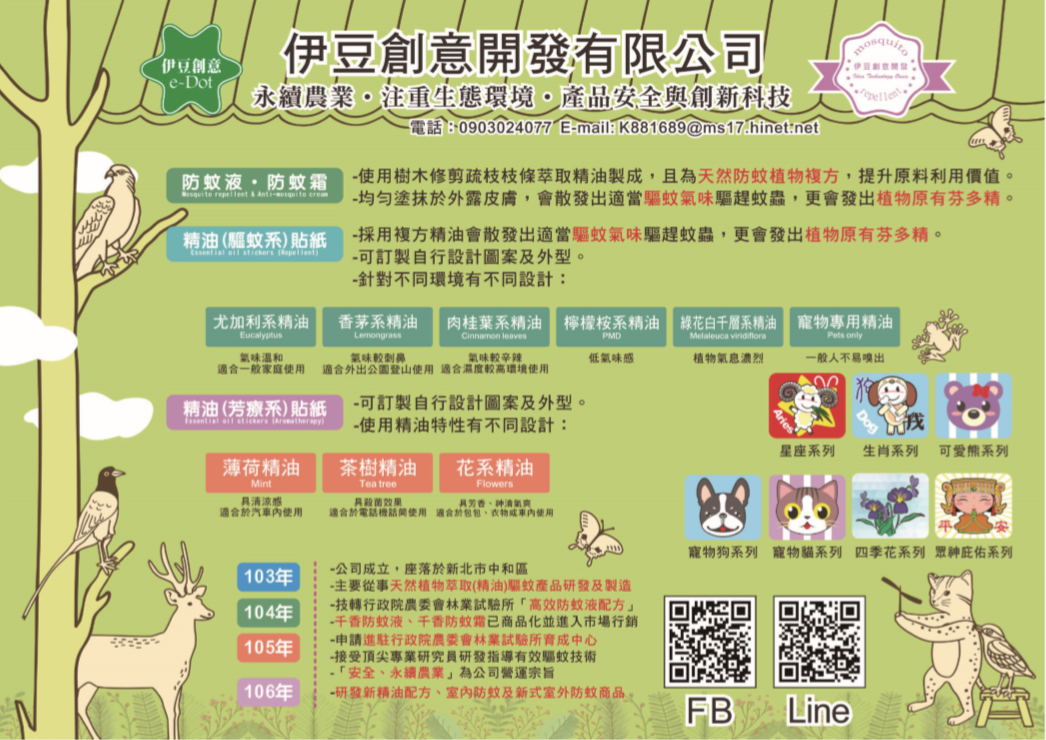 伊豆創意
e-Dot
伊豆創意開發有限公司
永續農業・注重生態環境・產品安全與創新科技
電話：0903024077 E-mail: K881689@ms17.hinet.net
mosquito
伊豆創意開發
repellent
防蚊液・防蚊霜
Mosquito repellent & Anti-mosquito cream
-使用樹木修剪疏枝枝條萃取精油製成，且為天然防蚊植物複方，提升原料利用價值。
-均勻塗抹於外露皮膚，會散發出適當驅蚊氣味驅趕蚊蟲，更會發出植物原有芬多精。
精油(驅蚊系)貼紙
Essential oil stickers (Repellent)
-採用複方精油會散發出適當驅蚊氣味驅趕蚊蟲，更會發出植物原有芬多精。
-可訂製自行設計圖案及外型。
-針對不同環境有不同設計：
尤加利系精油
Eucalyptus
氣味溫和
適合一般家庭使用
香茅系精油
Lemongrass
氣味較刺鼻
適合外出公園登山使用
肉桂葉系精油
Cinnamon leaves
氣味較辛辣
適合濕度較高環境使用
檸檬桉系精油
PMD
低氣味感
綠花白千層系精油
Melaleuca viridiflora
植物氣息濃烈
寵物專用精油
Pets only
一般人不易嗅出
精油(芳療系)貼紙
Essential oil stickers (Aromatherapy)
-可訂製自行設計圖案及外型。
-使用精油特性有不同設計：
薄荷精油
Mint
具清涼感
適合於汽車內使用
茶樹精油
Tea tree
具殺菌效果
適合於電話機話筒使用
花系精油
Flowers
具芳香、神清氣爽
適合於包包、衣物或車內使用
Aries
星座系列
狗
Dog
戌
生肖系列
可愛熊系列
寵物狗系列
寵物貓系列
四季花系列
平安
眾神庇佑系列
103年
-公司成立，座落於新北市中和區
-主要從事天然植物萃取(精油)驅蚊產品研發及製造
104年
-技轉行政院農委會林業試驗所「高效防蚊液配方」
-千香防蚊液、千香防蚊霜已商品化並進入市場行銷
105年
-申請進駐行政院農委會林業試驗所育成中心
-接受頂尖專業研究員研發指導有效驅蚊技術
-「安全、永續農業」為公司營運宗旨
106年
-研發新精油配方、室內防蚊及新式室外防蚊商品
FB
Line